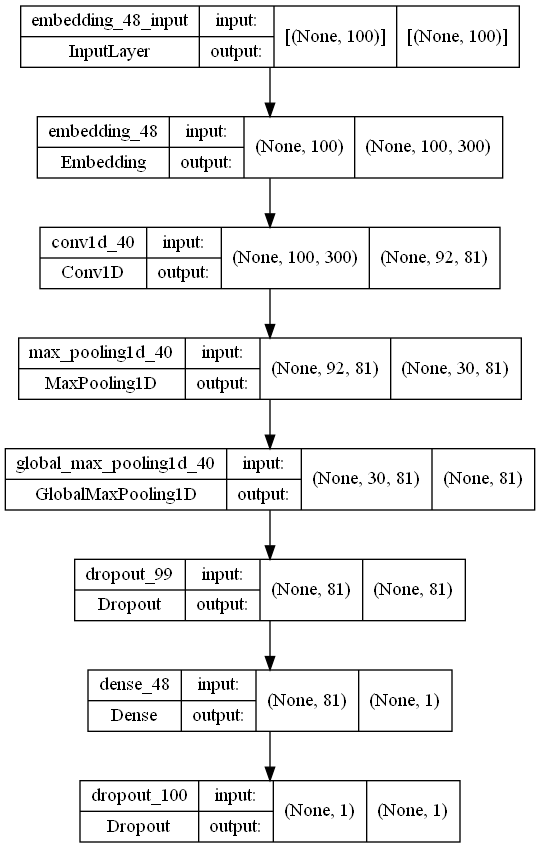 embedding_48_input input: [(None, 100)] [(None, 100)]
InputLayer output:
embedding_48 input: (None, 100) (None, 100, 300)
Embedding output:
conv1d_40 input: (None, 100, 300) (None, 92, 81)
Conv1D output:
max_pooling1d_40 input: (None, 92, 81) (None, 30, 81)
MaxPooling1D output:
global_max_pooling1d_40 input: (None, 30, 81) (None, 81)
GlobalMaxPooling1D output:
dropout_99 input: (None, 81) (None, 81)
Dropout output:
dense_48 input: (None, 81) (None, 1)
Dense output:
dropout_100 input: (None, 1) (None, 1)
Dropout output: